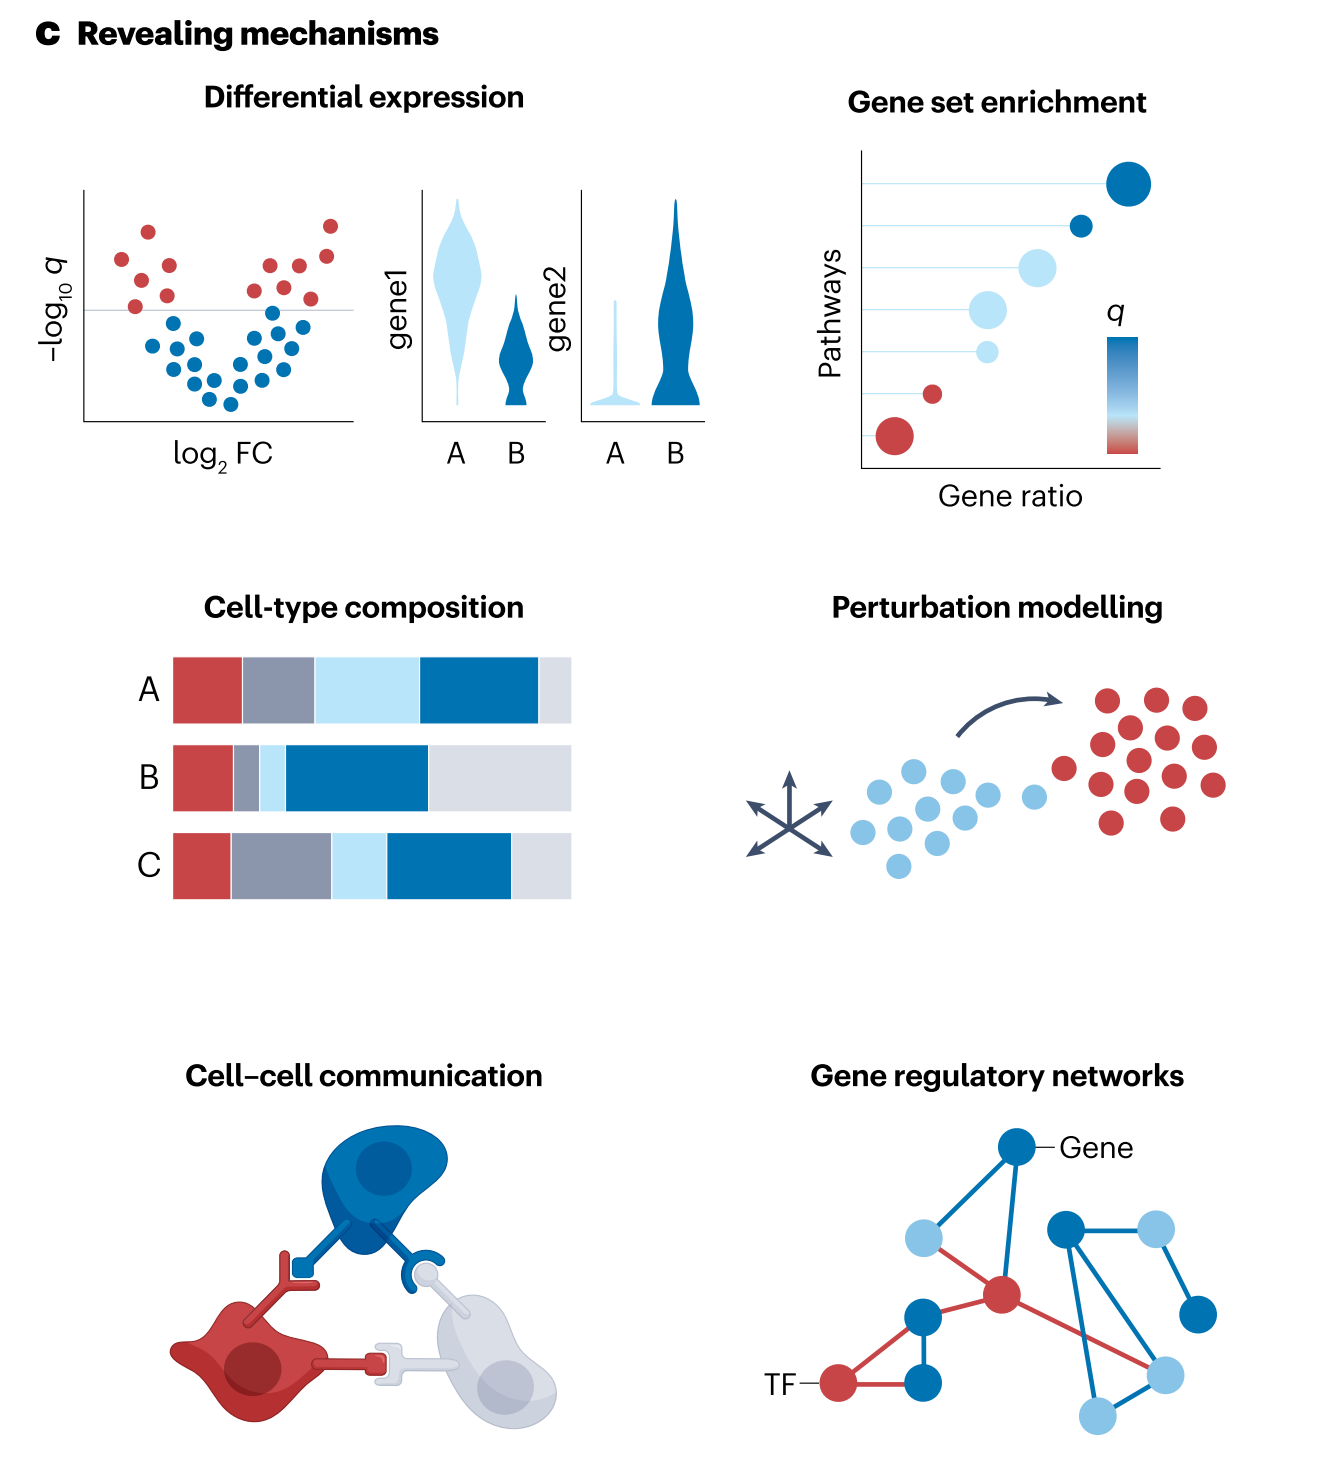 C Revealing mechanisms
Differential expression
–log₁₀ q
log₂ FC
gene1
A B
gene2
A B
Gene set enrichment
Pathways
q
Gene ratio
Cell-type composition
A
B
C
Perturbation modelling
Cell–cell communication
Gene regulatory networks
Gene
TF